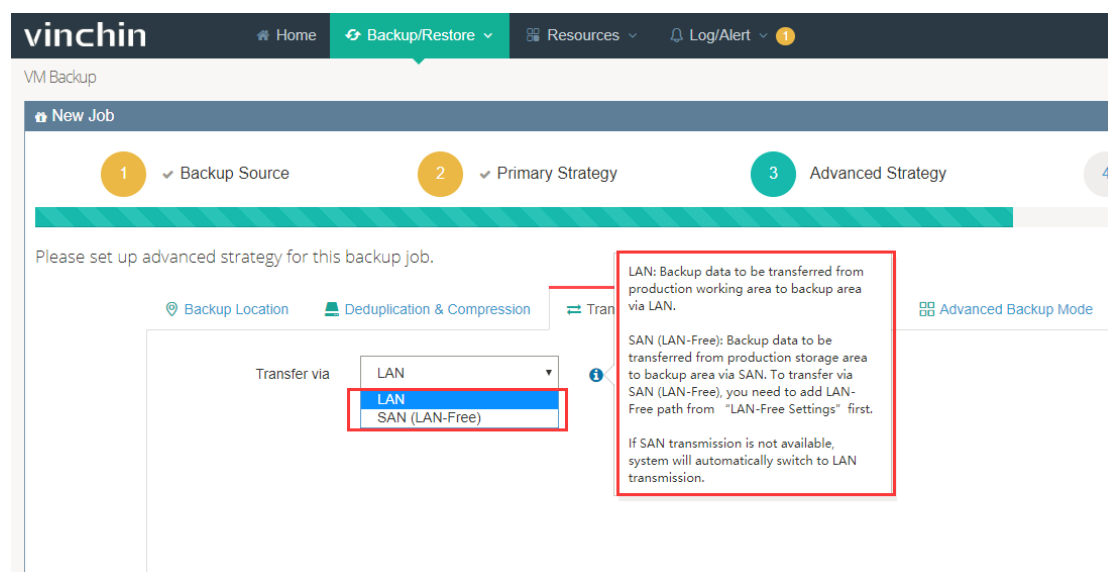 vinchin Home Backup/Restore Resources Log/Alert 1
VM Backup
New Job
1 Backup Source 2 Primary Strategy 3 Advanced Strategy 4
Please set up advanced strategy for this backup job.
Backup Location Deduplication & Compression Tran Advanced Backup Mode
Transfer via LAN
LAN
SAN (LAN-Free)
LAN: Backup data to be transferred from
production working area to backup area
via LAN.
SAN (LAN-Free): Backup data to be
transferred from production storage area
to backup area via SAN. To transfer via
SAN (LAN-Free), you need to add LAN-
Free path from “LAN-Free Settings” first.
If SAN transmission is not available,
system will automatically switch to LAN
transmission.